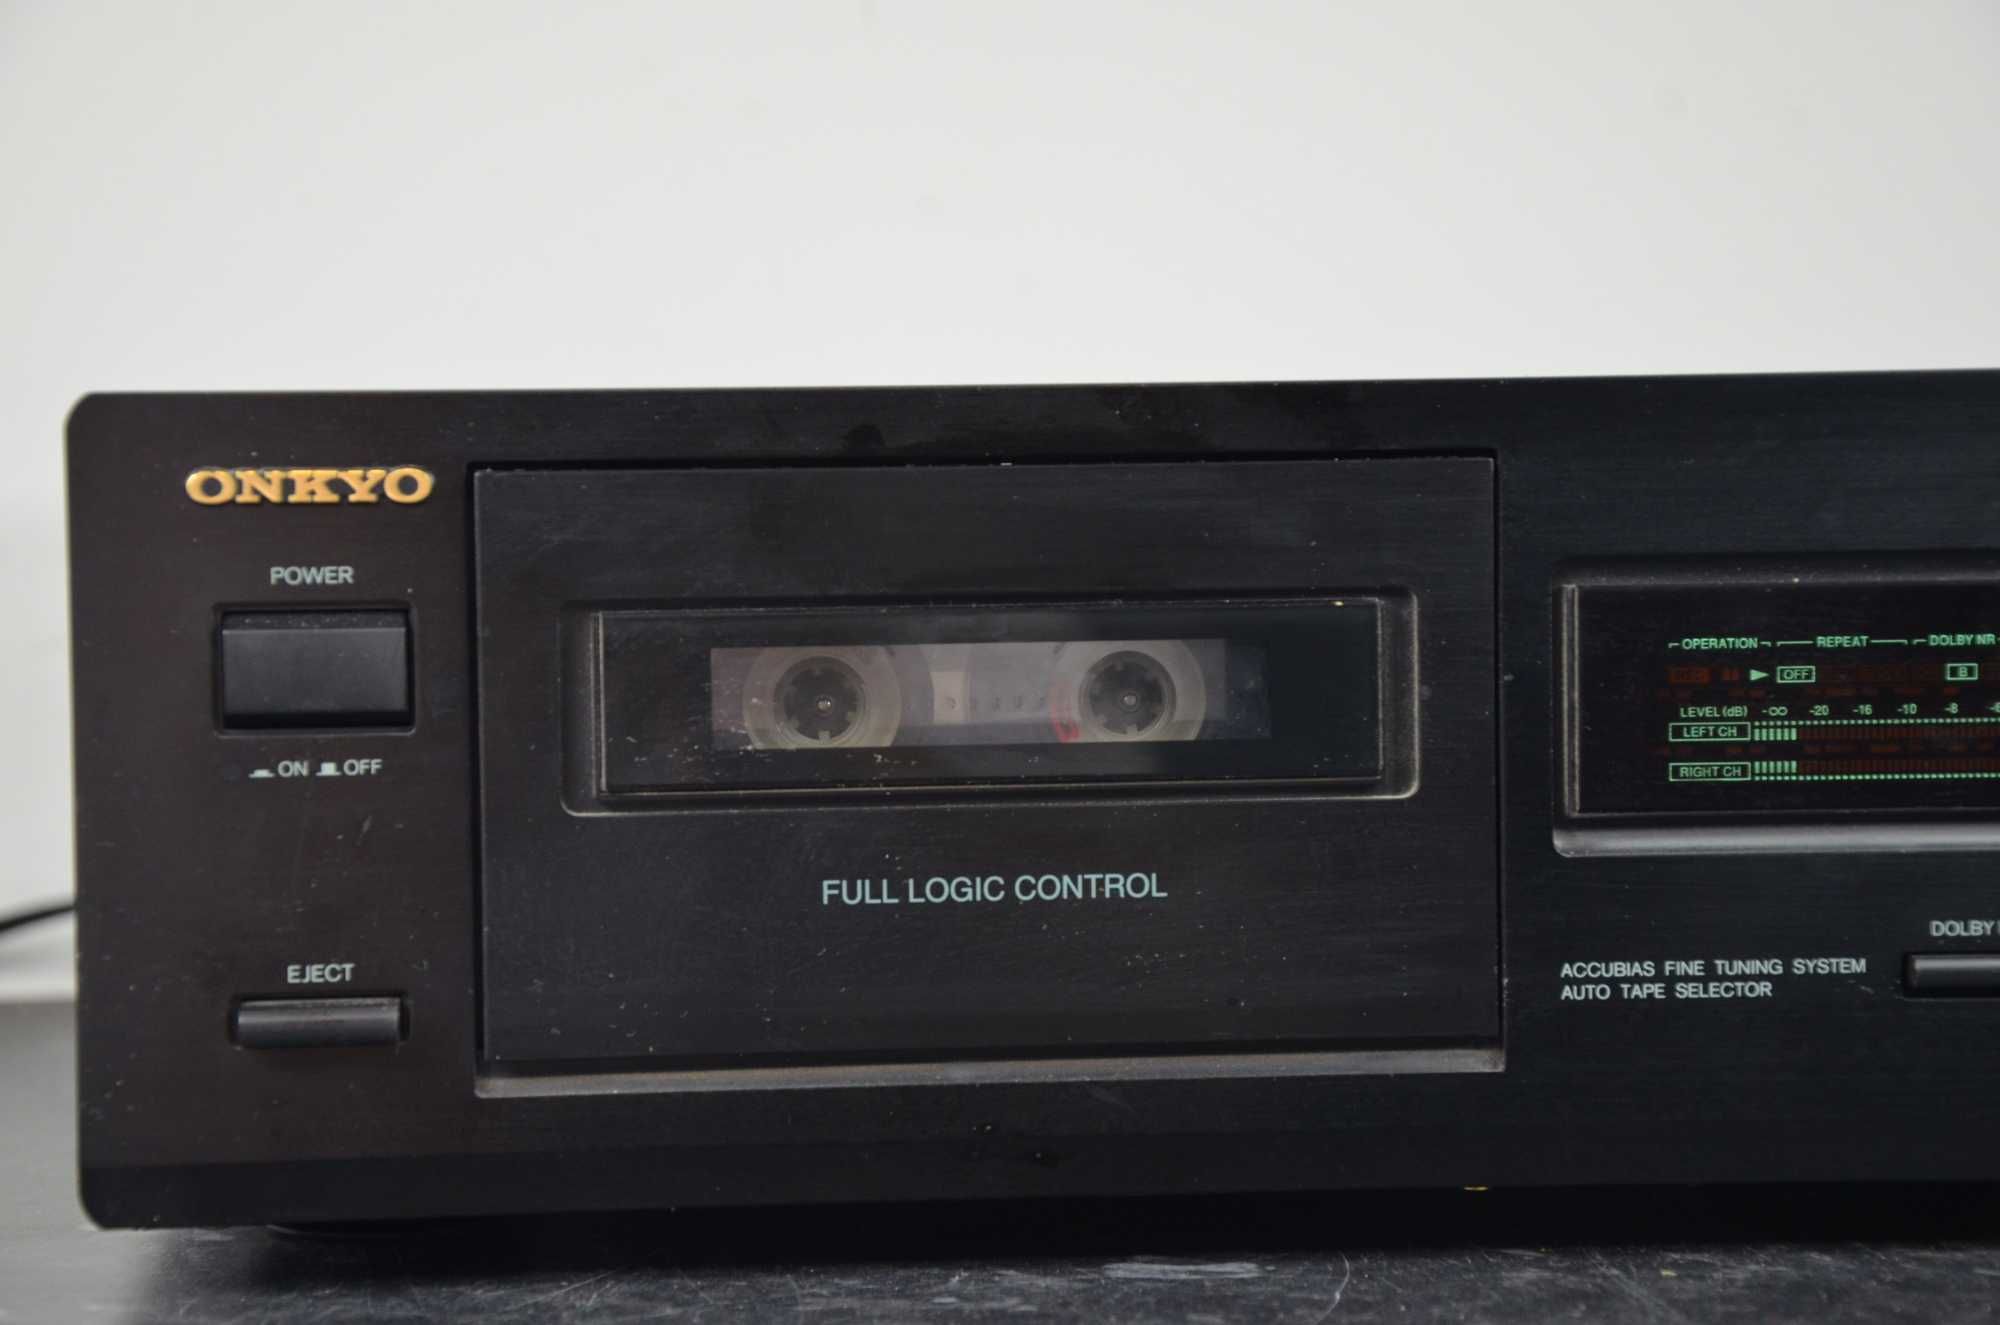 ONKYO
POWER
ON OFF
EJECT
FULL LOGIC CONTROL
OPERATION REPEAT DOLBY NR
OFF B
LEVEL (dB) -∞ -20 -16 -10 -8
LEFT CH
RIGHT CH
DOLBY
ACCUBIAS FINE TUNING SYSTEM
AUTO TAPE SELECTOR